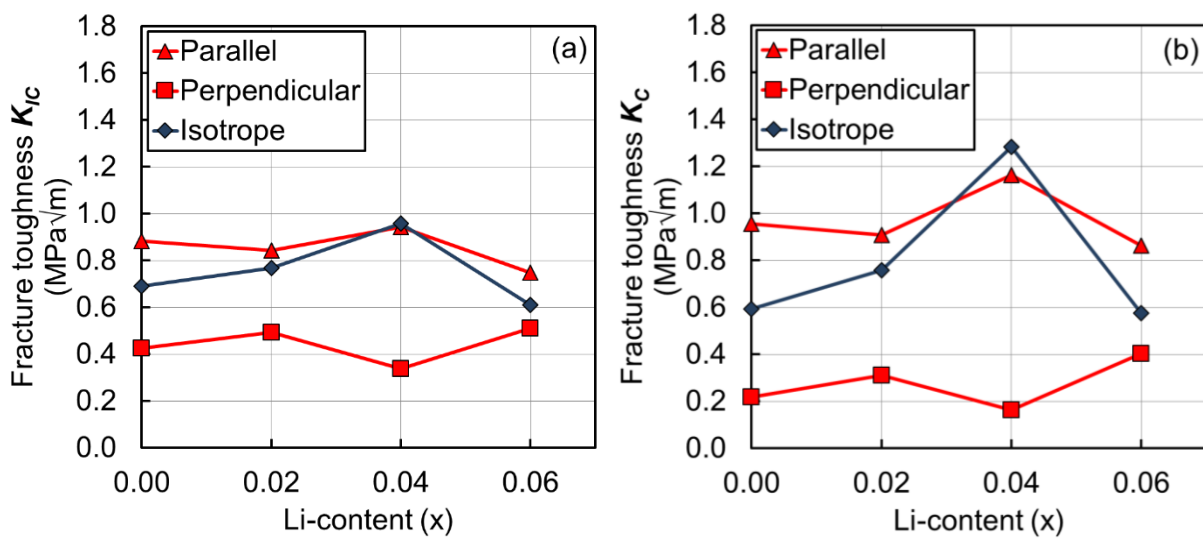 (a)
Parallel
Perpendicular
Isotrope
Fracture toughness K_IC
(MPa√m)
1.8
1.6
1.4
1.2
1.0
0.8
0.6
0.4
0.2
0.0
0.00 0.02 0.04 0.06
Li-content (x)
(b)
Parallel
Perpendicular
Isotrope
Fracture toughness K_C
(MPa√m)
1.8
1.6
1.4
1.2
1.0
0.8
0.6
0.4
0.2
0.0
0.00 0.02 0.04 0.06
Li-content (x)